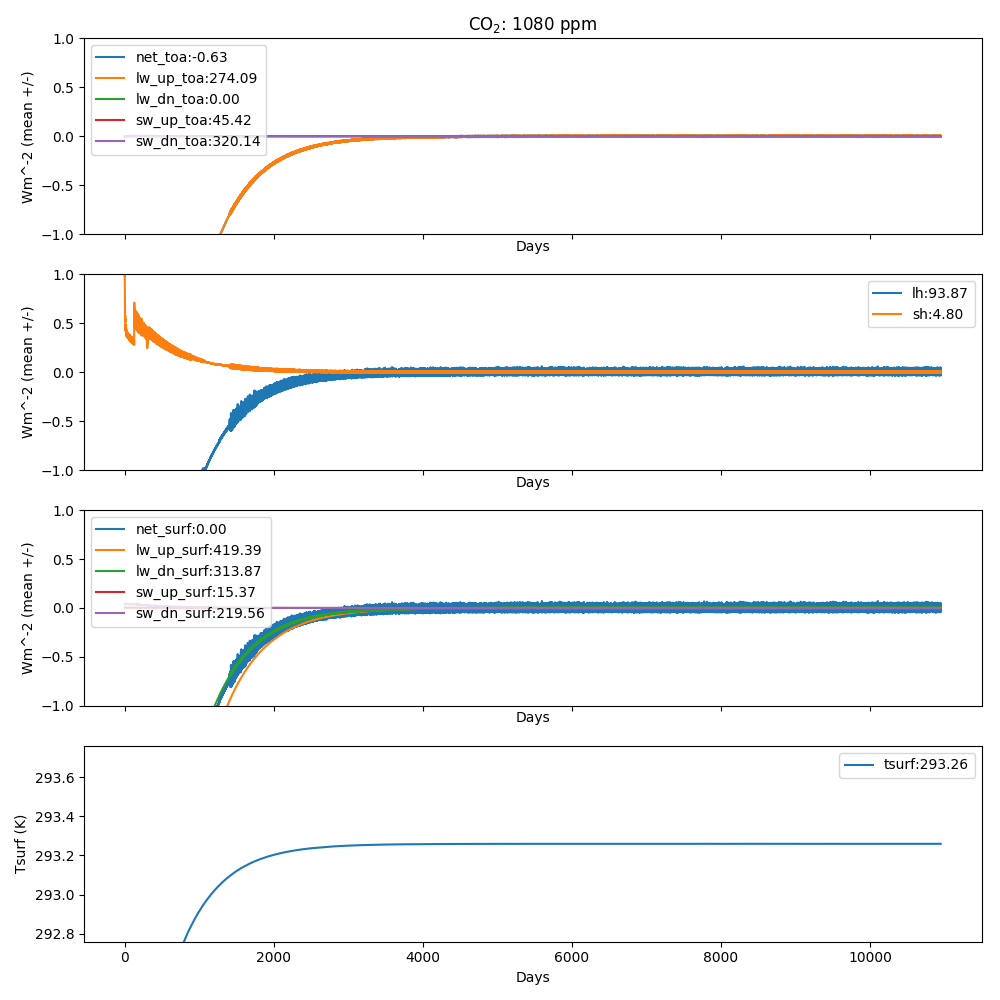 CO₂: 1080 ppm
1.0
0.5
0.0
−0.5
−1.0
Wm^-2 (mean +/-)
net_toa:-0.63
lw_up_toa:274.09
lw_dn_toa:0.00
sw_up_toa:45.42
sw_dn_toa:320.14
Days
1.0
0.5
0.0
−0.5
−1.0
Wm^-2 (mean +/-)
lh:93.87
sh:4.80
Days
1.0
0.5
0.0
−0.5
−1.0
Wm^-2 (mean +/-)
net_surf:0.00
lw_up_surf:419.39
lw_dn_surf:313.87
sw_up_surf:15.37
sw_dn_surf:219.56
Days
293.6
293.4
293.2
293.0
292.8
Tsurf (K)
tsurf:293.26
0 2000 4000 6000 8000 10000
Days